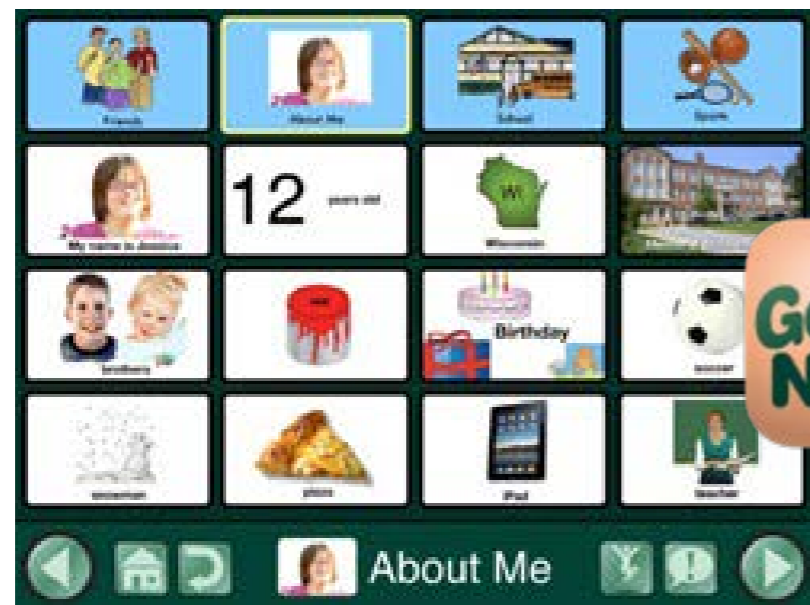 Friends
About Me
School
Sports
My name is Jessica
12 years old
WI
Wisconsin
brothers
Birthday
soccer
snowman
pizza
iPad
teacher
About Me